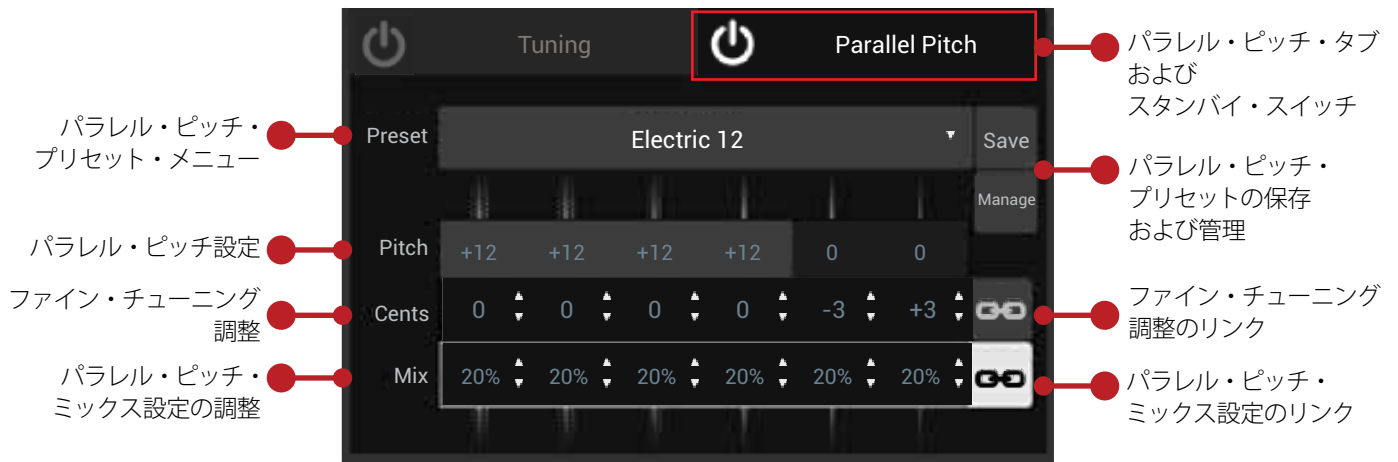 Tuning
Parallel Pitch
パラレル・ピッチ・タブ
および
スタンバイ・スイッチ
パラレル・ピッチ・
プリセット・メニュー
Preset
Electric 12
Save
Manage
パラレル・ピッチ・
プリセットの保存
および管理
パラレル・ピッチ設定
Pitch
+12 +12 +12 +12 0 0
ファイン・チューニング
調整
Cents
0 0 0 0 -3 +3
ファイン・チューニング
調整のリンク
パラレル・ピッチ・
ミックス設定の調整
Mix
20% 20% 20% 20% 20% 20%
パラレル・ピッチ・
ミックス設定のリンク